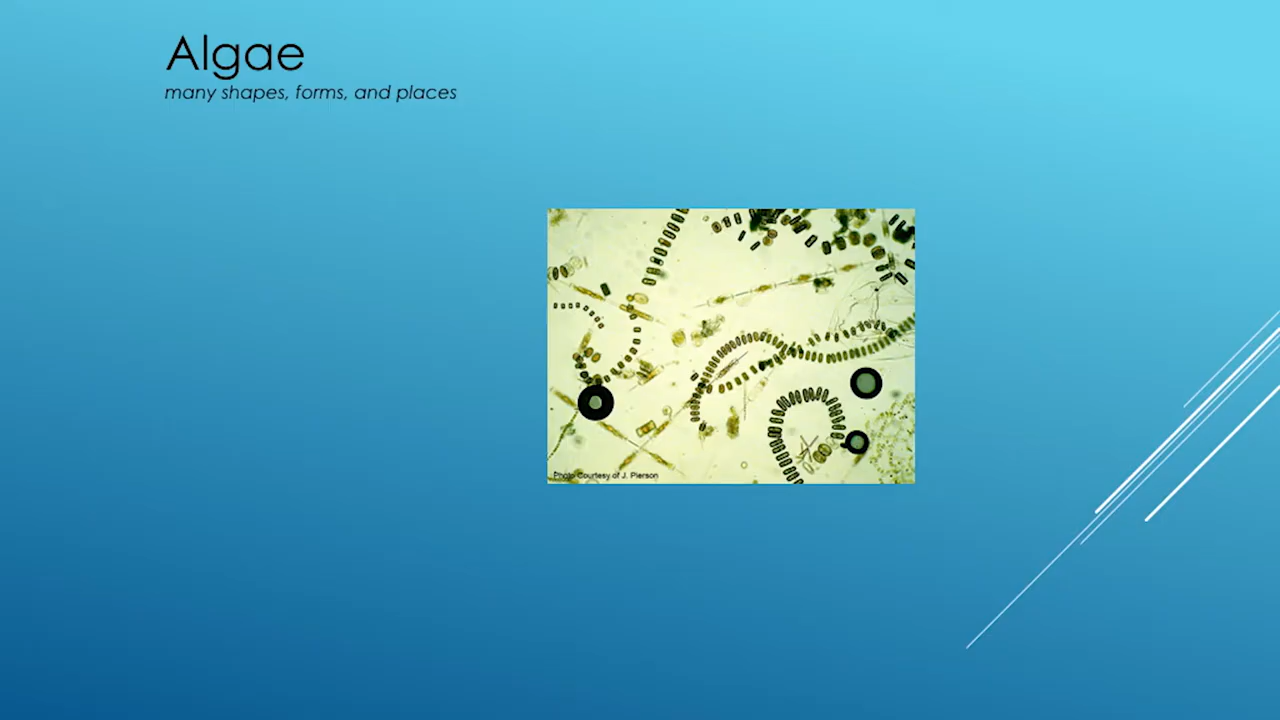 Algae
many shapes, forms, and places
Photo Courtesy of J. Pierson